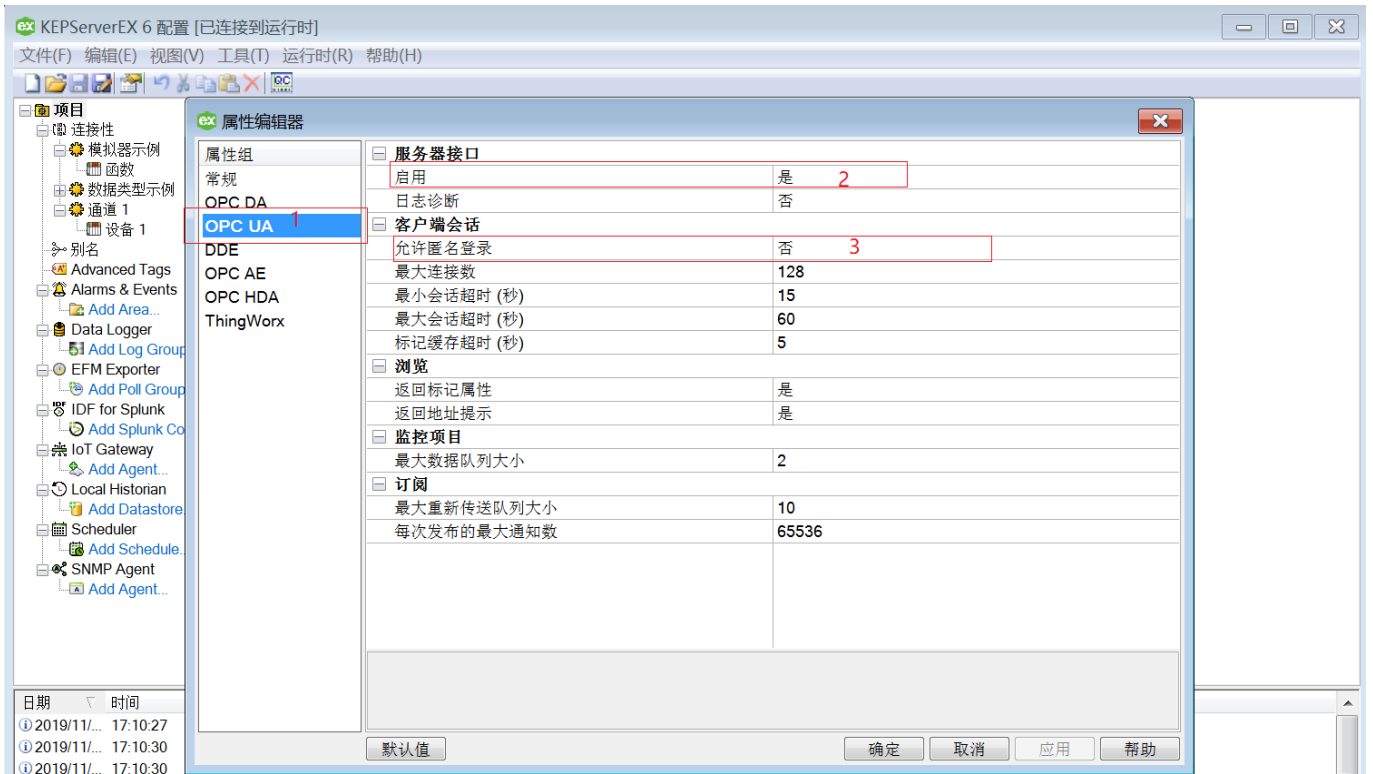 KEPServerEX 6 配置 [已连接到运行时]
文件(F) 编辑(E) 视图(V) 工具(T) 运行时(R) 帮助(H)
项目
连接性
模拟器示例
函数
数据类型示例
通道 1
设备 1
别名
Advanced Tags
Alarms & Events
Add Area...
Data Logger
Add Log Group
EFM Exporter
Add Poll Group
IDF for Splunk
Add Splunk Co
IoT Gateway
Add Agent...
Local Historian
Add Datastore.
Scheduler
Add Schedule..
SNMP Agent
Add Agent...
属性编辑器
属性组
常规
OPC DA
OPC UA 1
DDE
OPC AE
OPC HDA
ThingWorx
服务器接口
启用 是 2
日志诊断 否
客户端会话
允许匿名登录 否 3
最大连接数 128
最小会话超时 (秒) 15
最大会话超时 (秒) 60
标记缓存超时 (秒) 5
浏览
返回标记属性 是
返回地址提示 是
监控项目
最大数据队列大小 2
订阅
最大重新传送队列大小 10
每次发布的最大通知数 65536
默认值 确定 取消 应用 帮助
日期 时间
2019/11/... 17:10:27
2019/11/... 17:10:30
2019/11/... 17:10:30